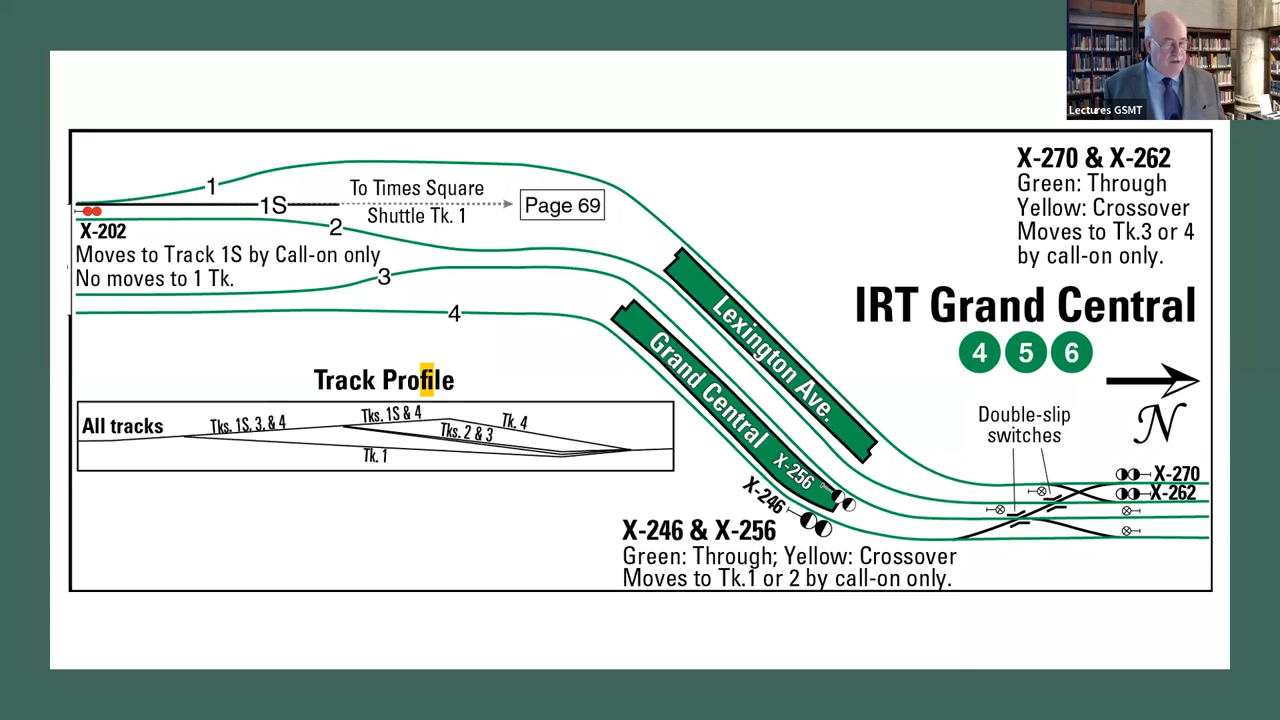 Lectures GSMT
X-270 & X-262
Green: Through
Yellow: Crossover
Moves to Tk.3 or 4
by call-on only.
1
1S
To Times Square
Shuttle Tk. 1
Page 69
2
X-202
Moves to Track 1S by Call-on only
No moves to 1 Tk.
3
4
Lexington Ave.
Grand Central
IRT Grand Central
4 5 6
N
Track Profile
All tracks
Tks. 1S, 3, & 4
Tks. 1S & 4
Tk. 4
Tks. 2 & 3
Tk. 1
Double-slip
switches
X-270
X-262
X-256
X-246
X-246 & X-256
Green: Through; Yellow: Crossover
Moves to Tk.1 or 2 by call-on only.